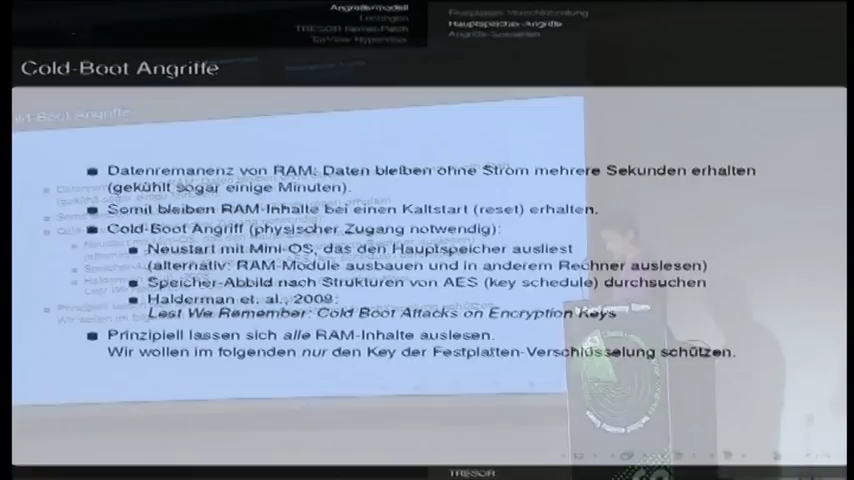 Angriffsmodell
Lösungen
TRESOR Kernel-Patch
TreVisor Hypervisor
Festplatten-Verschlüsselung
Hauptspeicher-Angriffe
Angriffs-Szenarien
Cold-Boot Angriffe
Datenremanenz von RAM: Daten bleiben ohne Strom mehrere Sekunden erhalten
(gekühlt sogar einige Minuten).
Somit bleiben RAM-Inhalte bei einen Kaltstart (reset) erhalten.
Cold-Boot Angriff (physischer Zugang notwendig):
Neustart mit Mini-OS, das den Hauptspeicher ausliest
(alternativ: RAM-Module ausbauen und in anderem Rechner auslesen)
Speicher-Abbild nach Strukturen von AES (key schedule) durchsuchen
Halderman et. al., 2008:
Lest We Remember: Cold Boot Attacks on Encryption Keys
Prinzipiell lassen sich alle RAM-Inhalte auslesen.
Wir wollen im folgenden nur den Key der Festplatten-Verschlüsselung schützen.
TRESOR